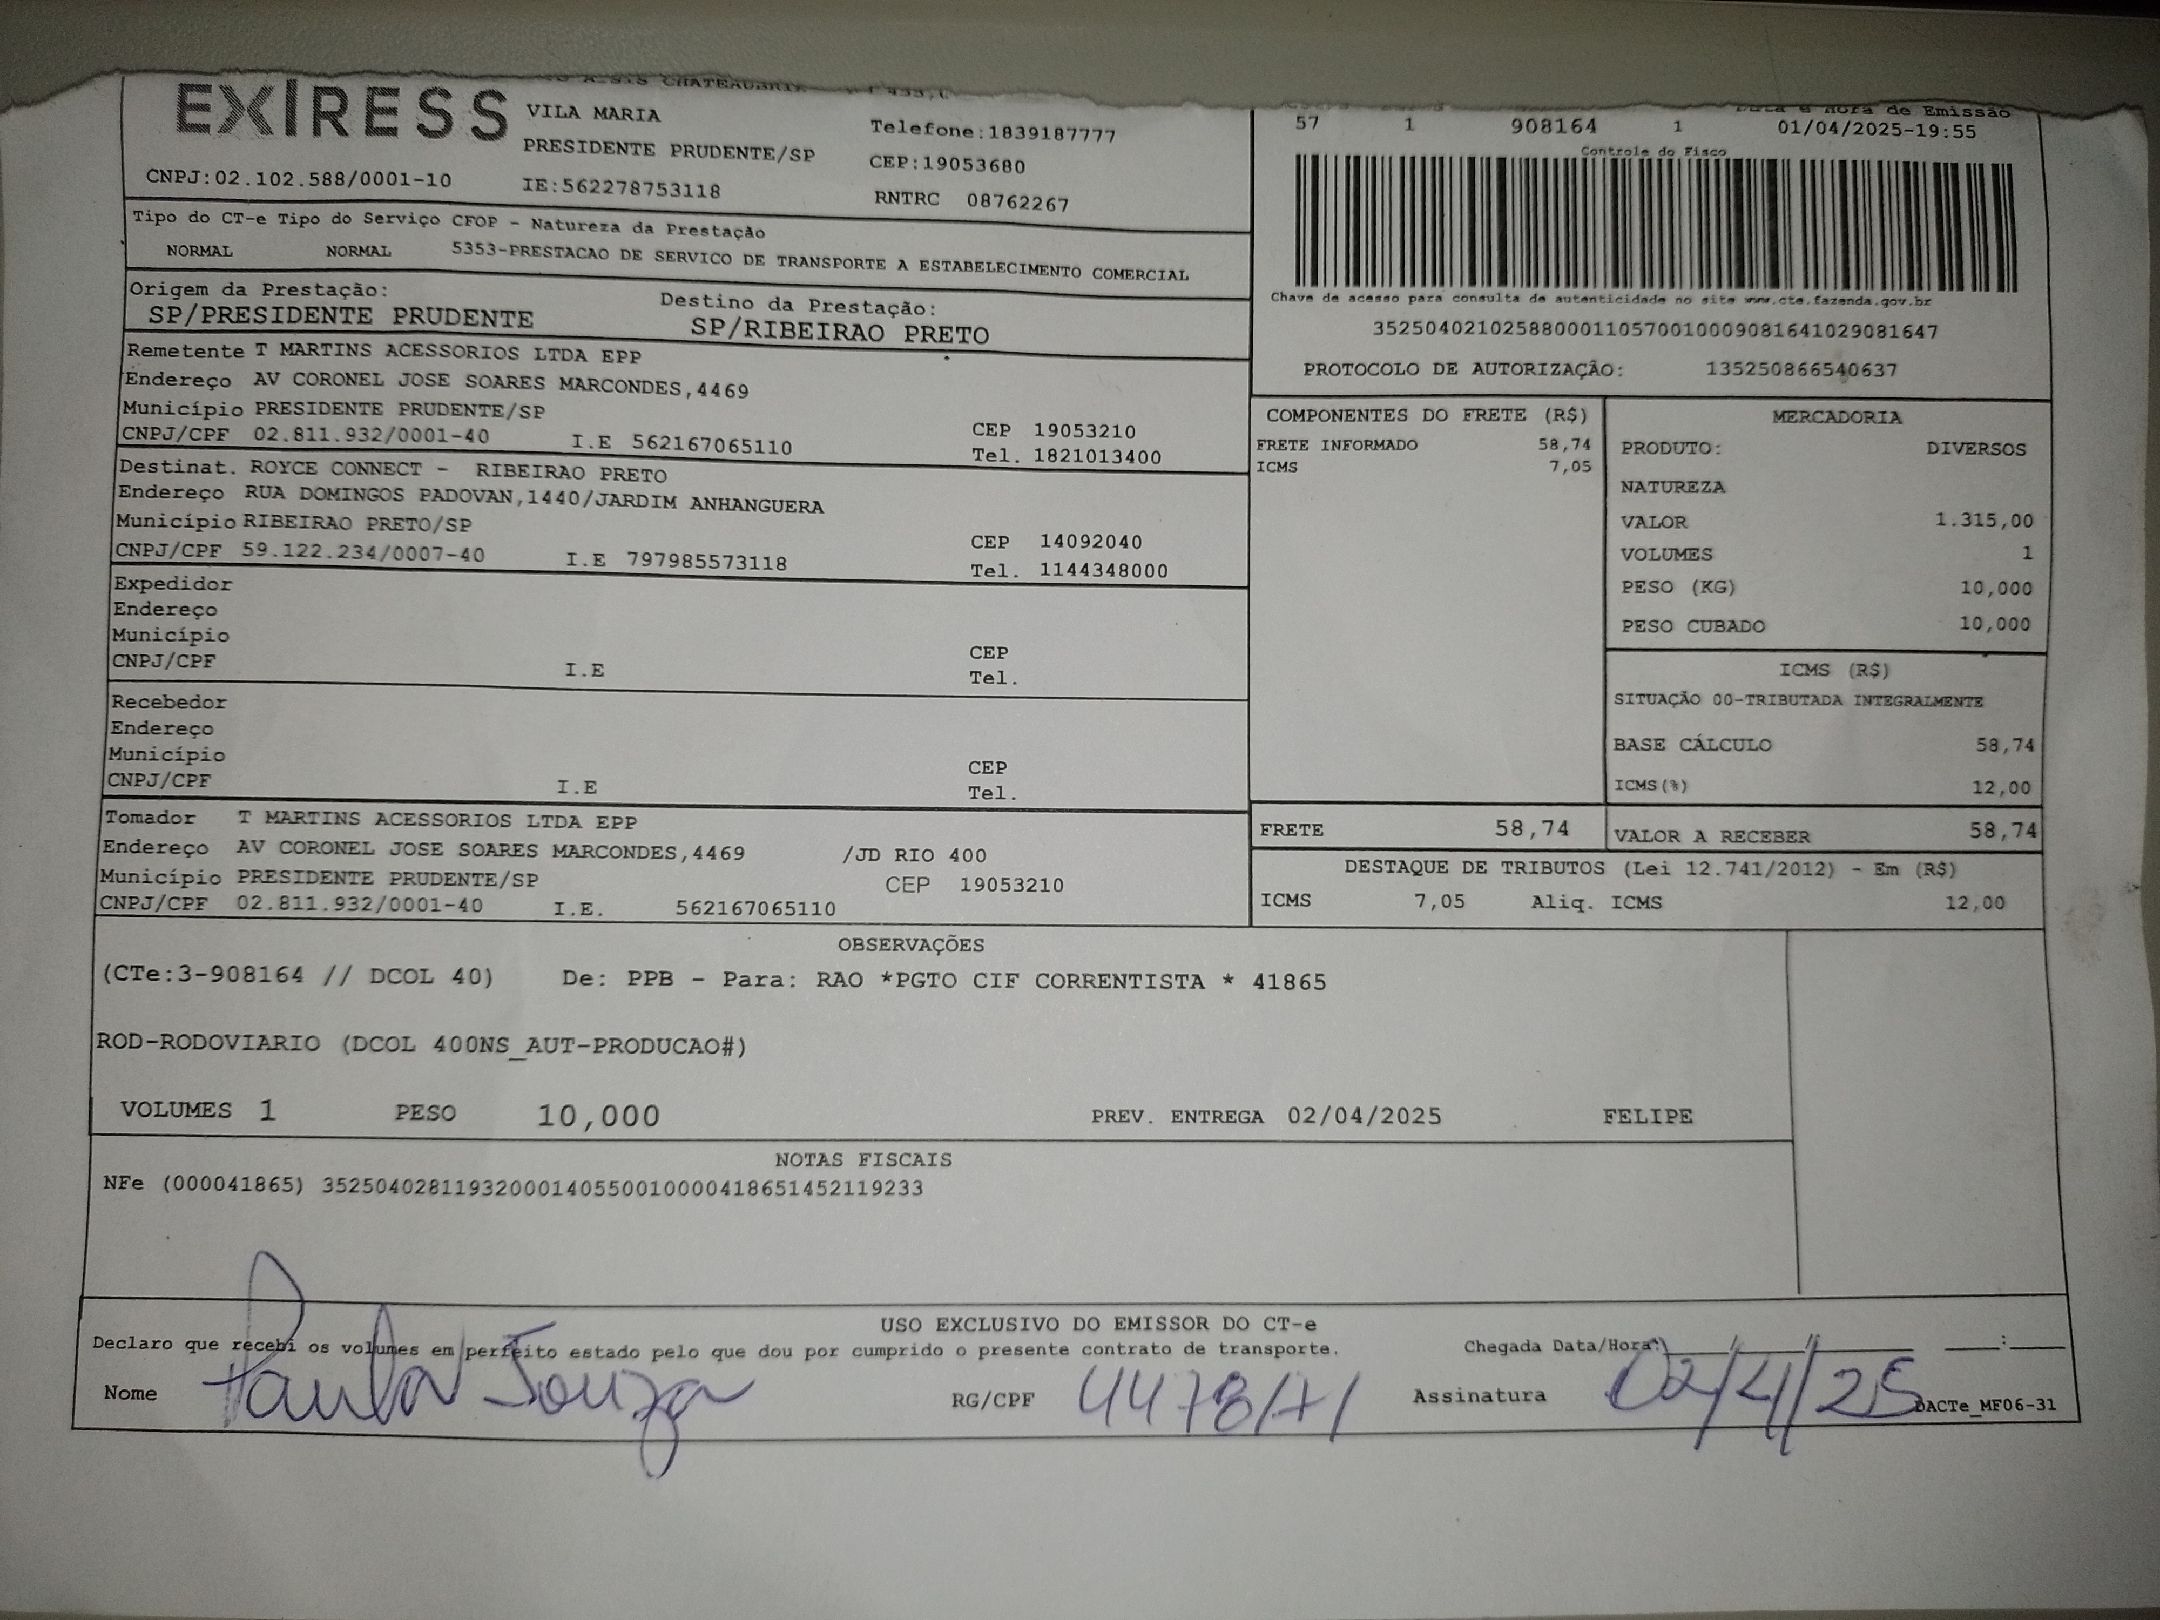 EXPRESS
VILA MARIA
PRESIDENTE PRUDENTE/SP
CNPJ:02.102.588/0001-10 IE:562278753118
Telefone:1839187777
CEP:19053680
RNTRC 08762267
Data e Hora de Emissão
57 1 908164 1 01/04/2025-19:55
Controle do Fisco
Chave de acesso para consulta de autenticidade no site www.cte.fazenda.gov.br
35250402102588000110570010009081641029081647
PROTOCOLO DE AUTORIZAÇÃO: 135250866540637
Tipo do CT-e Tipo do Serviço CFOP - Natureza da Prestação
NORMAL NORMAL 5353-PRESTACAO DE SERVICO DE TRANSPORTE A ESTABELECIMENTO COMERCIAL
Origem da Prestação: Destino da Prestação:
SP/PRESIDENTE PRUDENTE SP/RIBEIRAO PRETO
Remetente T MARTINS ACESSORIOS LTDA EPP
Endereço AV CORONEL JOSE SOARES MARCONDES,4469
Município PRESIDENTE PRUDENTE/SP CEP 19053210
CNPJ/CPF 02.811.932/0001-40 I.E 562167065110 Tel. 1821013400
Destinat. ROYCE CONNECT - RIBEIRAO PRETO
Endereço RUA DOMINGOS PADOVAN,1440/JARDIM ANHANGUERA
Município RIBEIRAO PRETO/SP CEP 14092040
CNPJ/CPF 59.122.234/0007-40 I.E 797985573118 Tel. 1144348000
Expedidor
Endereço
Município CEP
CNPJ/CPF I.E Tel.
Recebedor
Endereço
Município CEP
CNPJ/CPF I.E Tel.
Tomador T MARTINS ACESSORIOS LTDA EPP
Endereço AV CORONEL JOSE SOARES MARCONDES,4469 /JD RIO 400
Município PRESIDENTE PRUDENTE/SP CEP 19053210
CNPJ/CPF 02.811.932/0001-40 I.E. 562167065110
COMPONENTES DO FRETE (R$)
FRETE INFORMADO 58,74
ICMS 7,05
MERCADORIA
PRODUTO: DIVERSOS
NATUREZA
VALOR 1.315,00
VOLUMES 1
PESO (KG) 10,000
PESO CUBADO 10,000
ICMS (R$)
SITUAÇÃO 00-TRIBUTADA INTEGRALMENTE
BASE CÁLCULO 58,74
ICMS(%) 12,00
FRETE 58,74 VALOR A RECEBER 58,74
DESTAQUE DE TRIBUTOS (Lei 12.741/2012) - Em (R$)
ICMS 7,05 Aliq. ICMS 12,00
OBSERVAÇÕES
(CTe:3-908164 // DCOL 40) De: PPB - Para: RAO *PGTO CIF CORRENTISTA * 41865
ROD-RODOVIARIO (DCOL 400NS_AUT-PRODUCAO#)
VOLUMES 1 PESO 10,000 PREV. ENTREGA 02/04/2025 FELIPE
NOTAS FISCAIS
NFe (000041865) 35250402811932000140550010000418651452119233
USO EXCLUSIVO DO EMISSOR DO CT-e
Declaro que recebi os volumes em perfeito estado pelo que dou por cumprido o presente contrato de transporte. Chegada Data/Hora
Nome Paula Souza RG/CPF Assinatura 02/4/25
DACTe_MF06-31